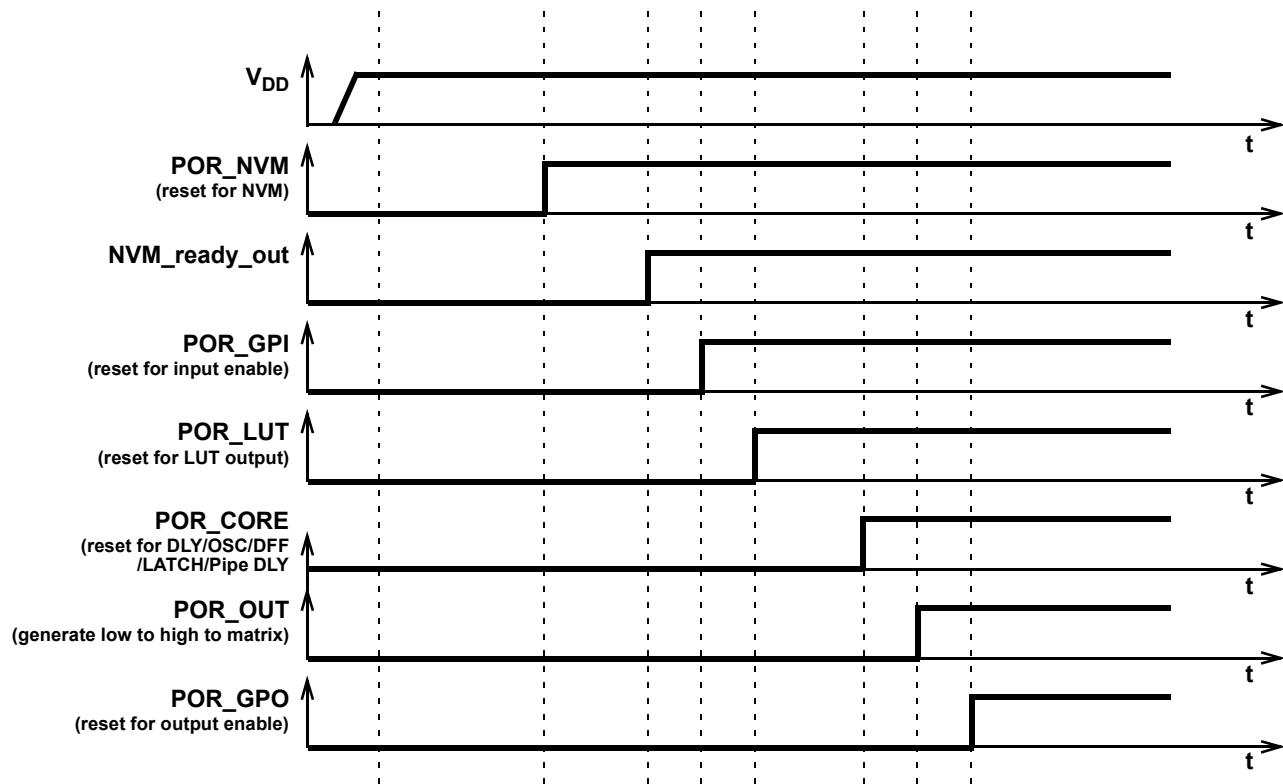 VDD
t
POR_NVM
(reset for NVM)
t
NVM_ready_out
t
POR_GPI
(reset for input enable)
t
POR_LUT
(reset for LUT output)
t
POR_CORE
(reset for DLY/OSC/DFF
/LATCH/Pipe DLY
t
POR_OUT
(generate low to high to matrix)
t
POR_GPO
(reset for output enable)
t